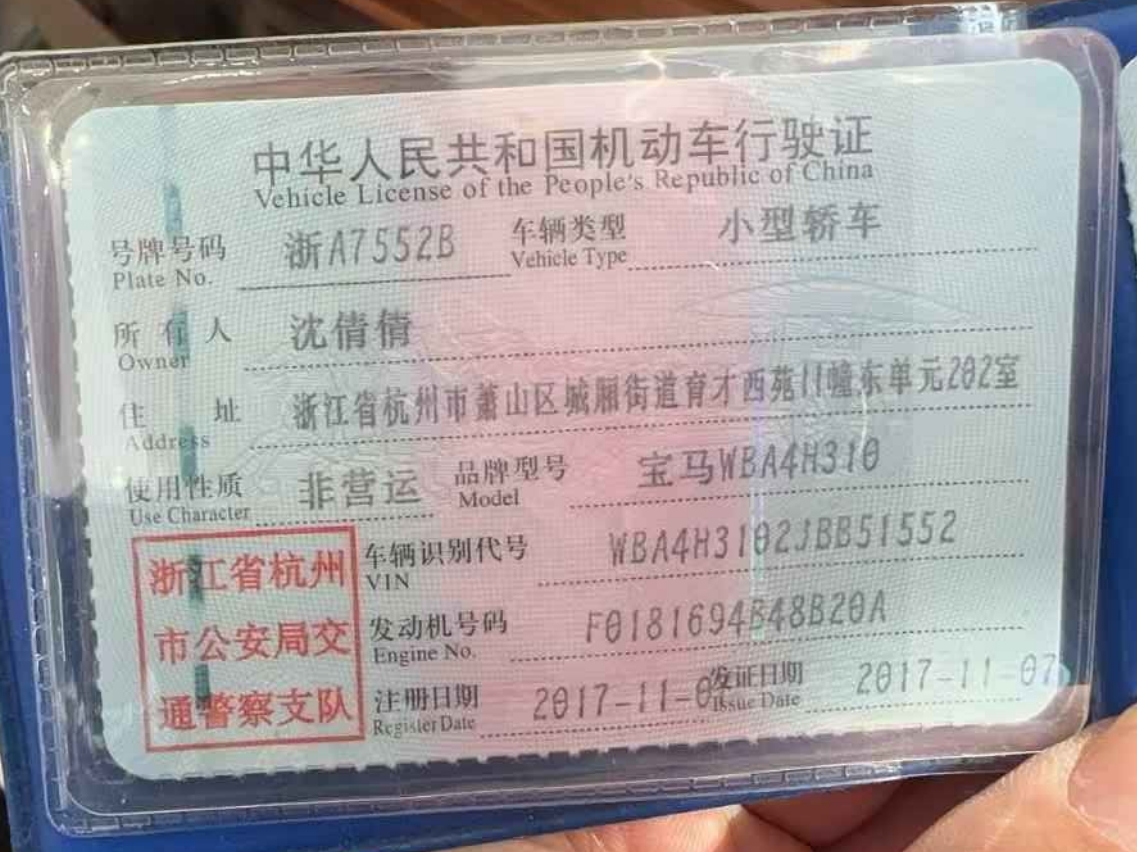 中华人民共和国机动车行驶证
Vehicle License of the People's Republic of China
号牌号码 浙A7552B 车辆类型 小型轿车
Plate No. Vehicle Type
所有人 沈倩倩
Owner
住址 浙江省杭州市萧山区城厢街道育才西苑11幢东单元202室
Address
使用性质 非营运 品牌型号 宝马WBA4H310
Use Character Model
浙江省杭州
市公安局交
通警察支队
车辆识别代号 WBA4H3102JBB51552
VIN
发动机号码 F0181694B48B20A
Engine No.
注册日期 2017-11-0 发证日期 2017-11-07
Register Date Issue Date